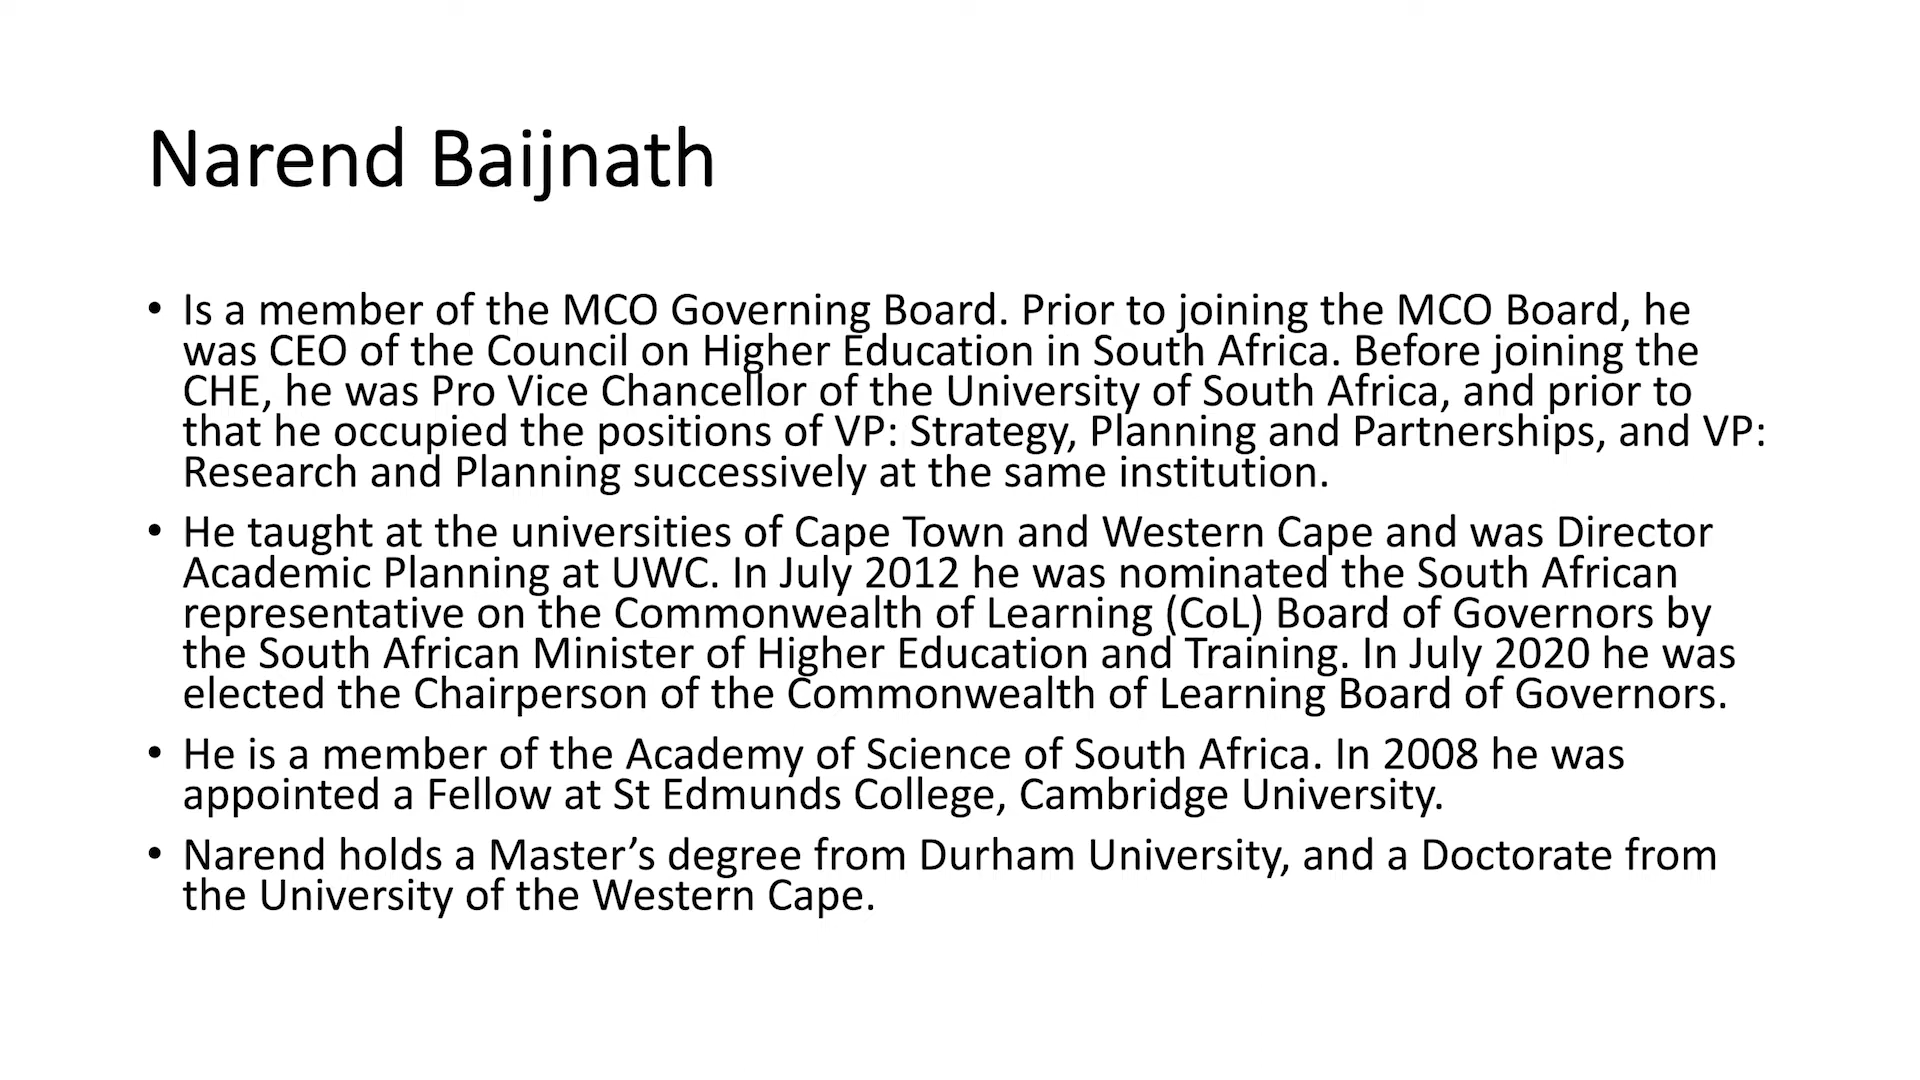 Narend Baijnath
• Is a member of the MCO Governing Board. Prior to joining the MCO Board, he
was CEO of the Council on Higher Education in South Africa. Before joining the
CHE, he was Pro Vice Chancellor of the University of South Africa, and prior to
that he occupied the positions of VP: Strategy, Planning and Partnerships, and VP:
Research and Planning successively at the same institution.
• He taught at the universities of Cape Town and Western Cape and was Director
Academic Planning at UWC. In July 2012 he was nominated the South African
representative on the Commonwealth of Learning (CoL) Board of Governors by
the South African Minister of Higher Education and Training. In July 2020 he was
elected the Chairperson of the Commonwealth of Learning Board of Governors.
• He is a member of the Academy of Science of South Africa. In 2008 he was
appointed a Fellow at St Edmunds College, Cambridge University.
• Narend holds a Master’s degree from Durham University, and a Doctorate from
the University of the Western Cape.